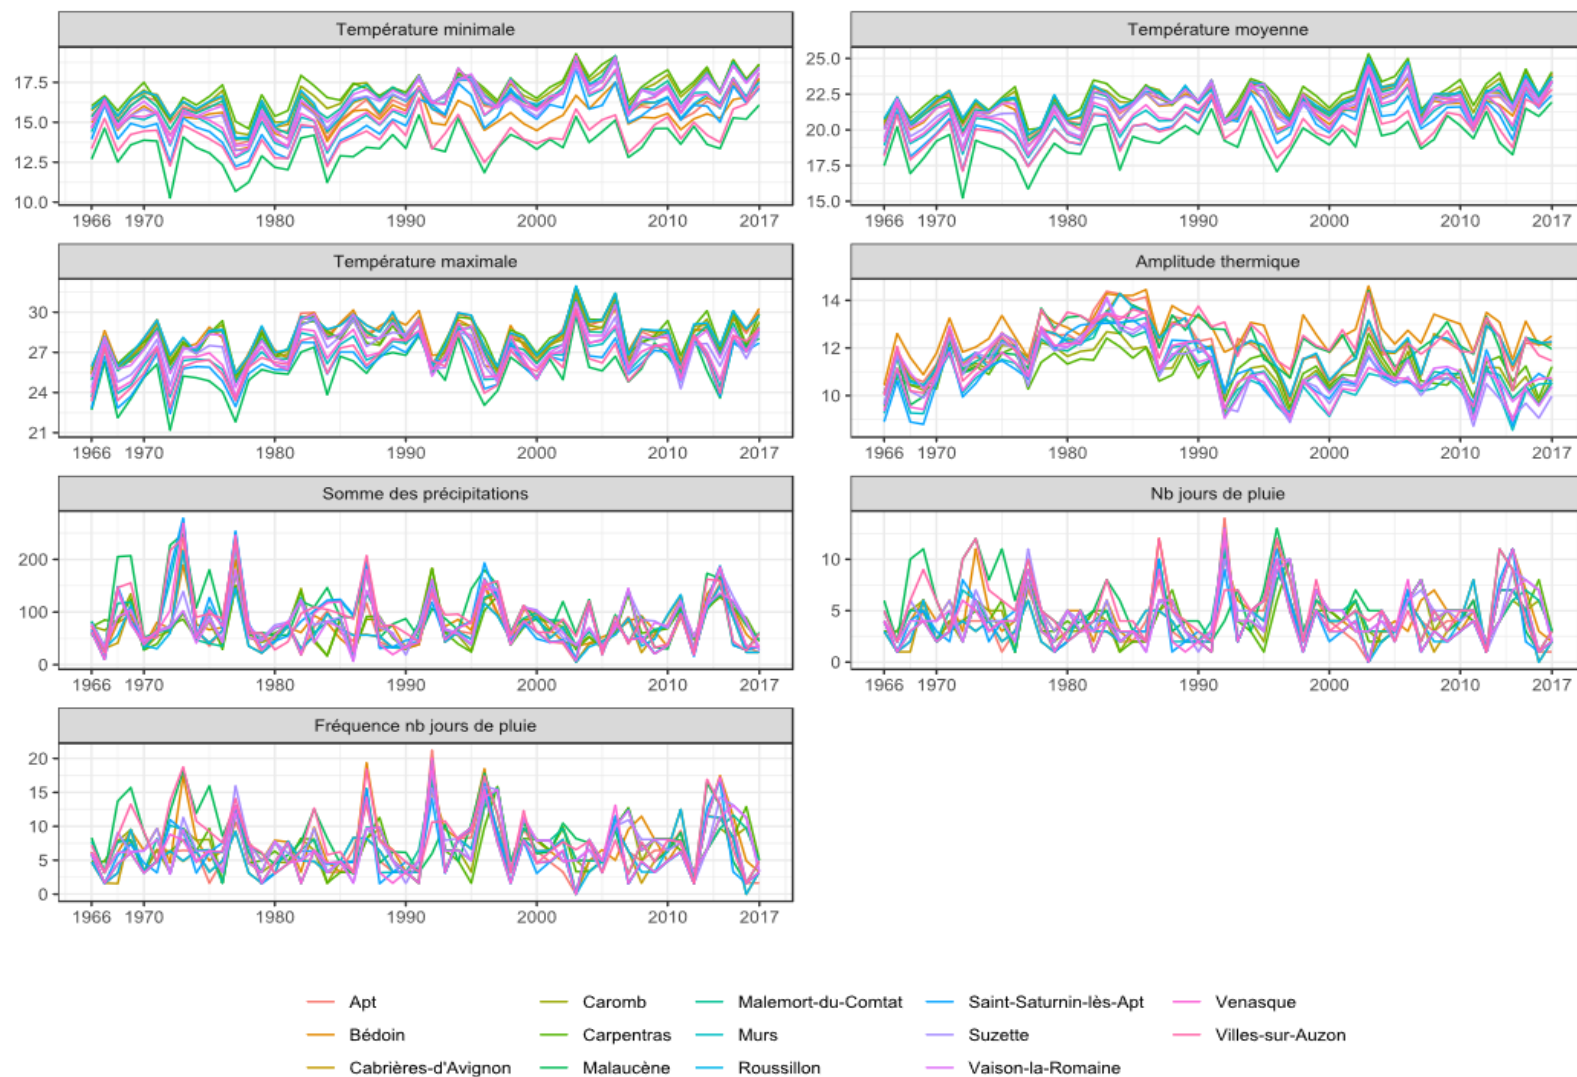 Température minimale
Température moyenne
17.5
15.0
12.5
10.0
25.0
22.5
20.0
17.5
15.0
1966 1970 1980 1990 2000 2010 2017
1966 1970 1980 1990 2000 2010 2017
Température maximale
Amplitude thermique
30
27
24
21
14
12
10
1966 1970 1980 1990 2000 2010 2017
1966 1970 1980 1990 2000 2010 2017
Somme des précipitations
Nb jours de pluie
200
100
0
10
5
0
1966 1970 1980 1990 2000 2010 2017
1966 1970 1980 1990 2000 2010 2017
Fréquence nb jours de pluie
20
15
10
5
0
1966 1970 1980 1990 2000 2010 2017
Apt
Caromb
Malemort-du-Comtat
Saint-Saturnin-lès-Apt
Venasque
Bédoin
Carpentras
Murs
Suzette
Villes-sur-Auzon
Cabrières-d'Avignon
Malaucène
Roussillon
Vaison-la-Romaine